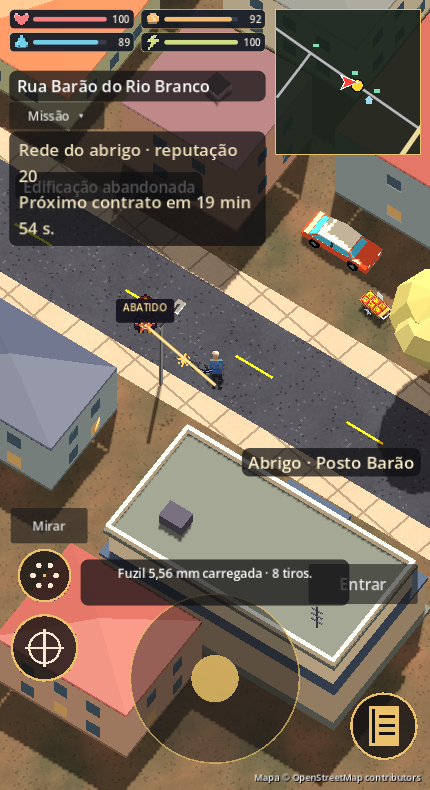 100
92
89
100
Rua Barão do Rio Branco
Missão
Rede do abrigo · reputação
20
Edificação abandonada
Próximo contrato em 19 min
54 s.
ABATIDO
Abrigo · Posto Barão
Mirar
Fuzil 5,56 mm carregada · 8 tiros.
Entrar
Mapa © OpenStreetMap contributors